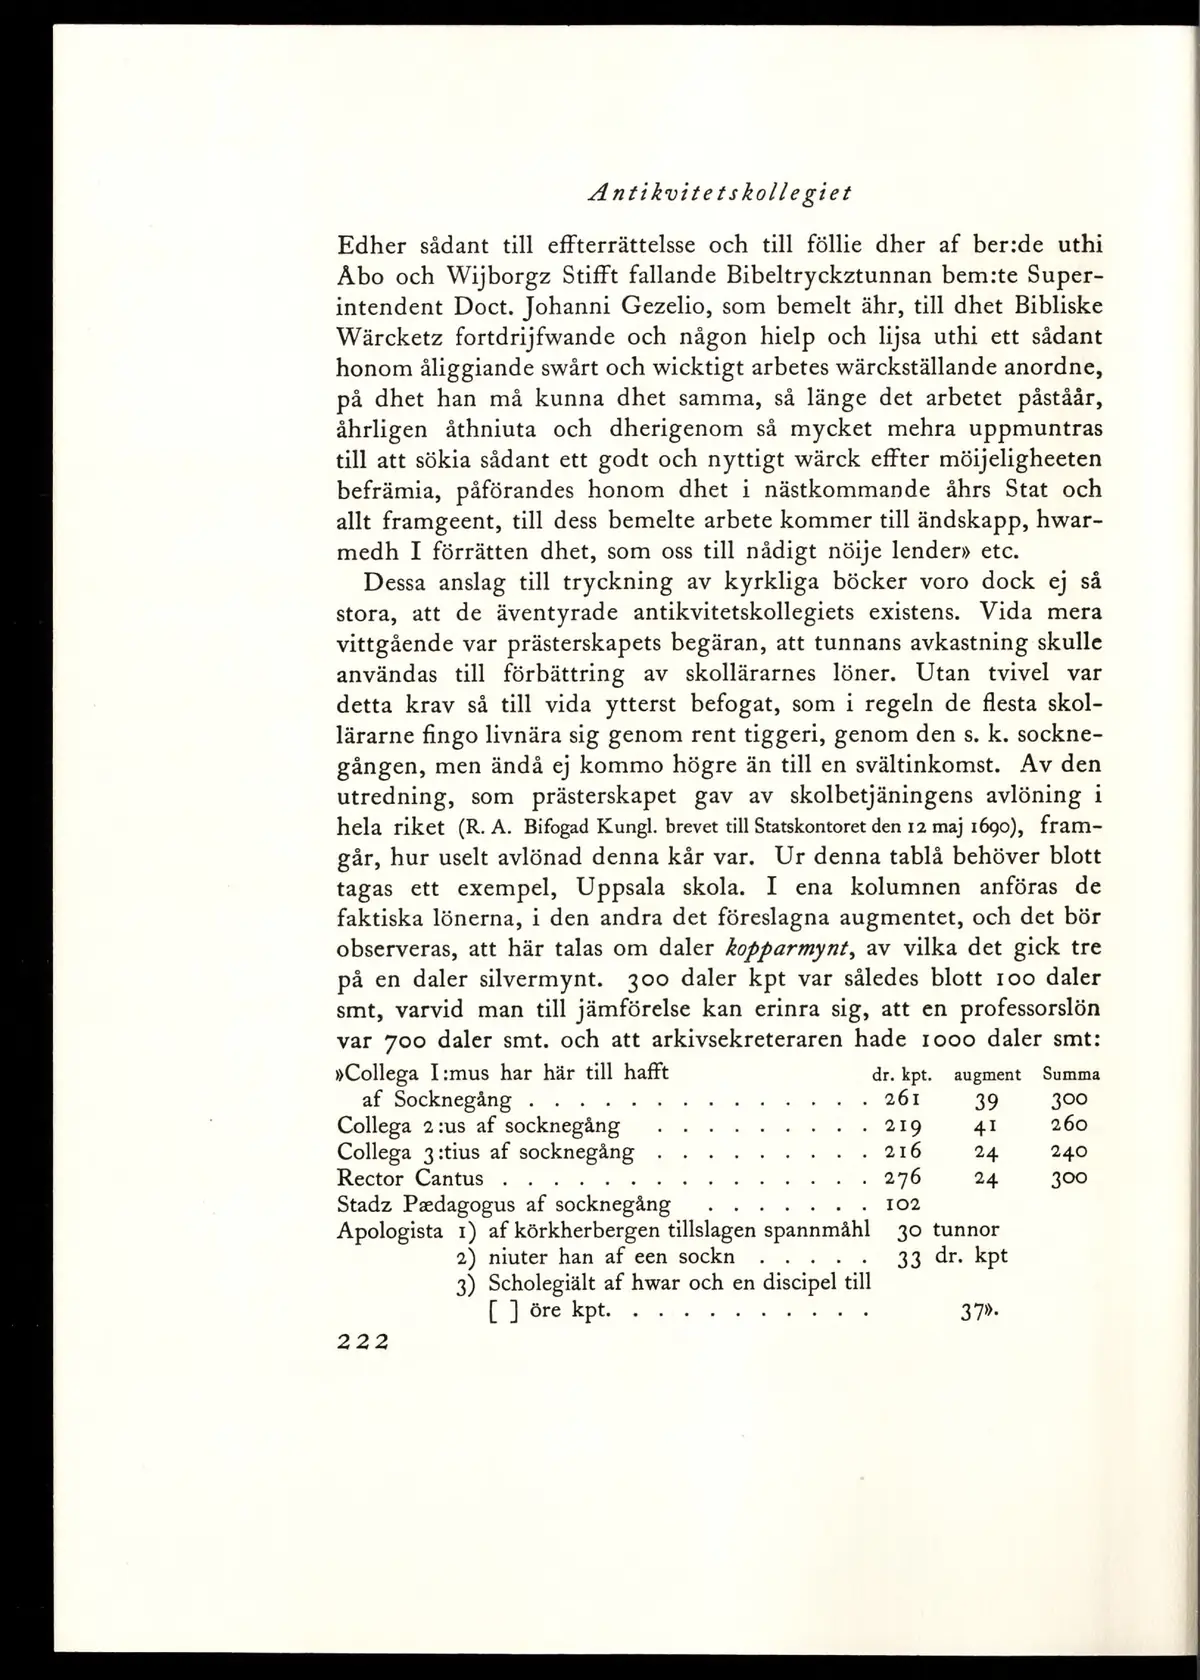 Antikvitetskollegiet
Edher sådant till effterrättelsse och till föllie dher af ber:de uthi
Åbo och Wijborgz Stifft fallande Bibeltryckztunnan bem:te Super-
intendent Doct. Johanni Gezelio, som bemelt ähr, till dhet Bibliske
Wärcketz fortdrijfwande och någon hielp och lijsa uthi ett sådant
honom åliggiande swårt och wicktigt arbetes wärckställande anordne,
på dhet han må kunna dhet samma, så länge det arbetet påståår,
åhrligen åthniuta och dherigenom så mycket mehra uppmuntras
till att sökia sådant ett godt och nyttigt wärck effter möijeligheeten
befrämia, påförandes honom dhet i nästkommande åhrs Stat och
allt framgeent, till dess bemelte arbete kommer till ändskapp, hwar-
medh I förrätten dhet, som oss till nådigt nöije lender» etc.
Dessa anslag till tryckning av kyrkliga böcker voro dock ej så
stora, att de äventyrade antikvitetskollegiets existens. Vida mera
vittgående var prästerskapets begäran, att tunnans avkastning skulle
användas till förbättring av skollärarnes löner. Utan tvivel var
detta krav så till vida ytterst befogat, som i regeln de flesta skol-
lärarne fingo livnära sig genom rent tiggeri, genom den s. k. sockne-
gången, men ändå ej kommo högre än till en svältinkomst. Av den
utredning, som prästerskapet gav av skolbetjäningens avlöning i
hela riket (R. A. Bifogad Kungl. brevet till Statskontoret den 12 maj 1690), fram-
går, hur uselt avlönad denna kår var. Ur denna tablå behöver blott
tagas ett exempel, Uppsala skola. I ena kolumnen anföras de
faktiska lönerna, i den andra det föreslagna augmentet, och det bör
observeras, att här talas om daler kopparmynt, av vilka det gick tre
på en daler silvermynt. 300 daler kpt var således blott 100 daler
smt, varvid man till jämförelse kan erinra sig, att en professorslön
var 700 daler smt. och att arkivsekreteraren hade 1000 daler smt:
»Collega I:mus har här till hafft dr. kpt. augment Summa
af Socknegång . . . . . . . . . . . . . . 261 39 300
Collega 2:us af socknegång . . . . . . . . . 219 41 260
Collega 3:tius af socknegång . . . . . . . . . 216 24 240
Rector Cantus . . . . . . . . . . . . . . . 276 24 300
Stadz Pædagogus af socknegång . . . . . . . 102
Apologista 1) af körkherbergen tillslagen spannmåhl 30 tunnor
2) niuter han af een sockn . . . . . 33 dr. kpt
3) Scholegiält af hwar och en discipel till
[ ] öre kpt. . . . . . . . . . . 37».
222